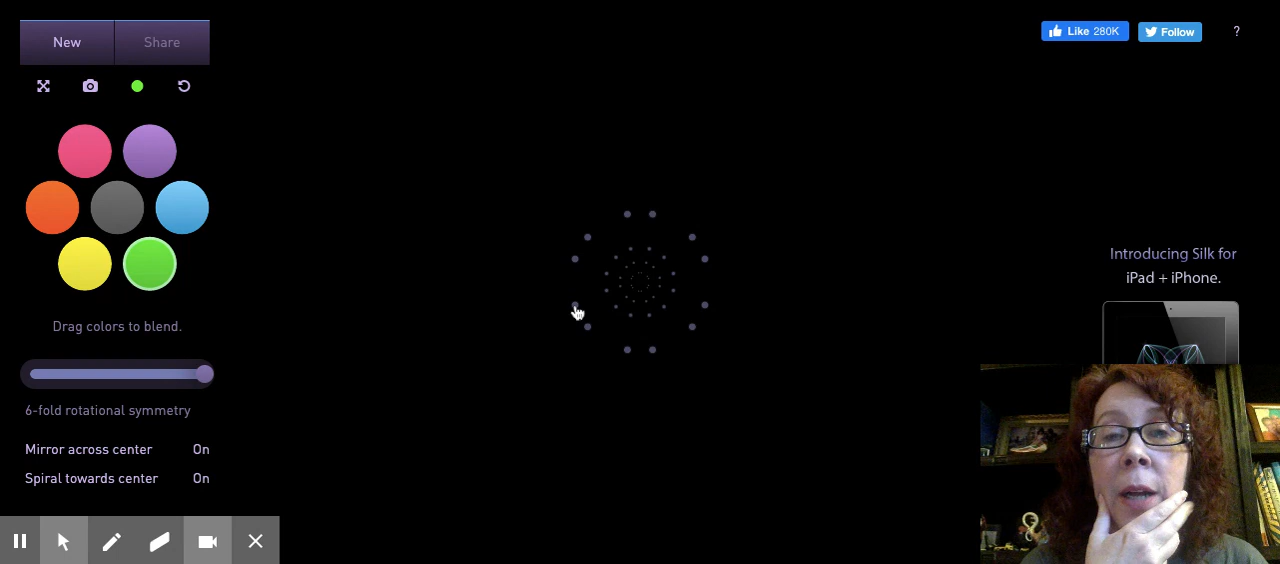 New
Share
Like 280K
Follow
?
Drag colors to blend.
6-fold rotational symmetry
Mirror across center On
Spiral towards center On
Introducing Silk for
iPad + iPhone.